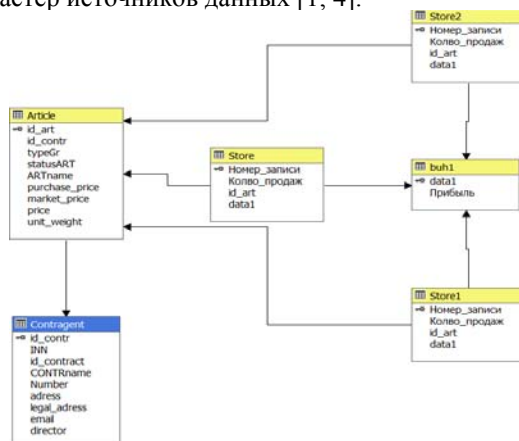 астер источников данных [1, 4].
Store2
Номер_записи
Колво_продаж
id_art
data1
Article
id_art
id_contr
typeGr
statusART
ARTname
purchase_price
market_price
price
unit_weight
Store
Номер_записи
Колво_продаж
id_art
data1
buh1
data1
Прибыль
Store1
Номер_записи
Колво_продаж
id_art
data1
Contragent
id_contr
INN
id_contract
CONTRname
Number
adress
legal_adress
email
director